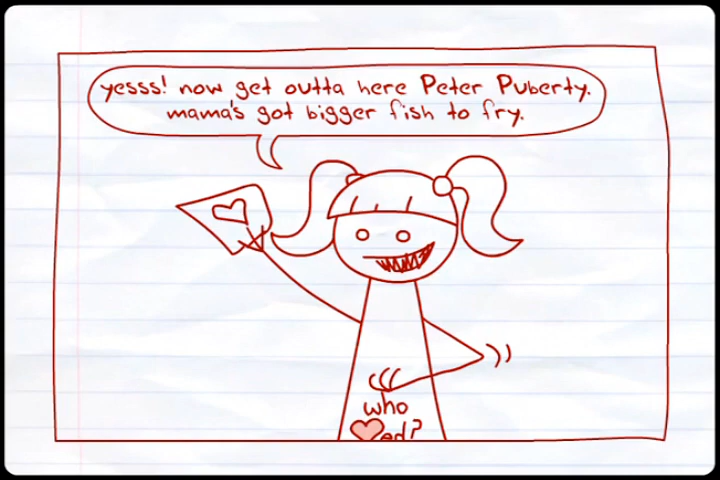 yesss! now get outta here Peter Puberty.
mama's got bigger fish to fry.
who
❤ed?